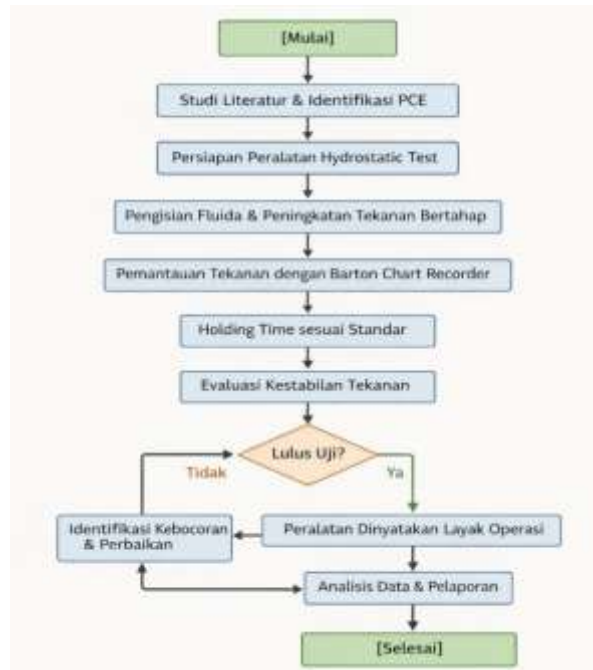 [Mulai]
Studi Literatur & Identifikasi PCE
Persiapan Peralatan Hydrostatic Test
Pengisian Fluida & Peningkatan Tekanan Bertahap
Pemantauan Tekanan dengan Barton Chart Recorder
Holding Time sesuai Standar
Evaluasi Kestabilan Tekanan
Lulus Uji?
Tidak
Ya
Identifikasi Kebocoran
& Perbaikan
Peralatan Dinyatakan Layak Operasi
Analisis Data & Pelaporan
[Selesai]